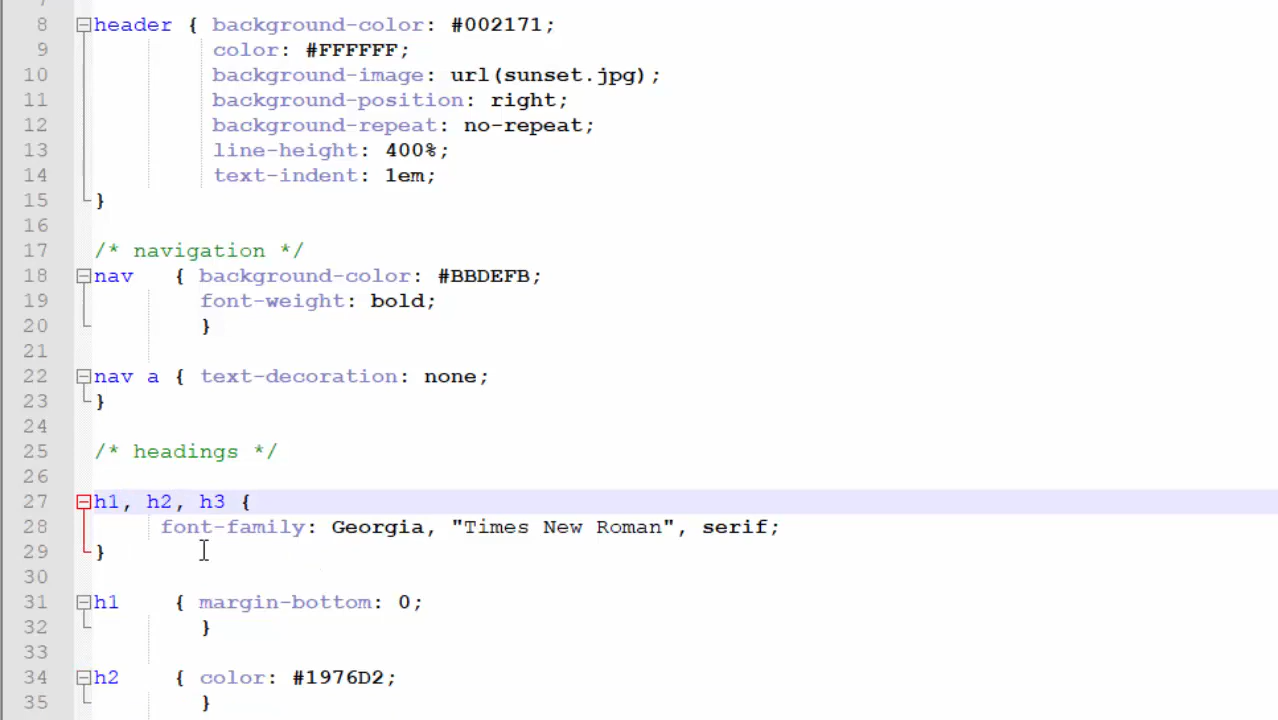 8 header { background-color: #002171;
9 color: #FFFFFF;
10 background-image: url(sunset.jpg);
11 background-position: right;
12 background-repeat: no-repeat;
13 line-height: 400%;
14 text-indent: 1em;
15 }
16
17 /* navigation */
18 nav { background-color: #BBDEFB;
19 font-weight: bold;
20 }
21
22 nav a { text-decoration: none;
23 }
24
25 /* headings */
26
27 h1, h2, h3 {
28 font-family: Georgia, "Times New Roman", serif;
29 }
30
31 h1 { margin-bottom: 0;
32 }
33
34 h2 { color: #1976D2;
35 }